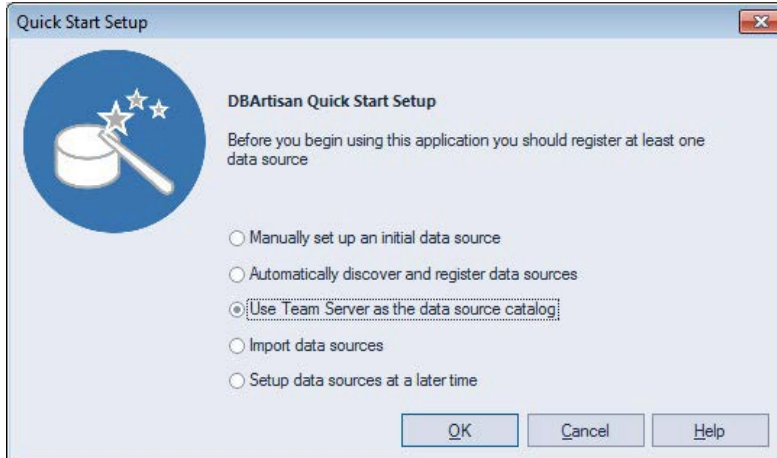 Quick Start Setup
DBArtisan Quick Start Setup
Before you begin using this application you should register at least one
data source
Manually set up an initial data source
Automatically discover and register data sources
Use Team Server as the data source catalog
Import data sources
Setup data sources at a later time
OK Cancel Help